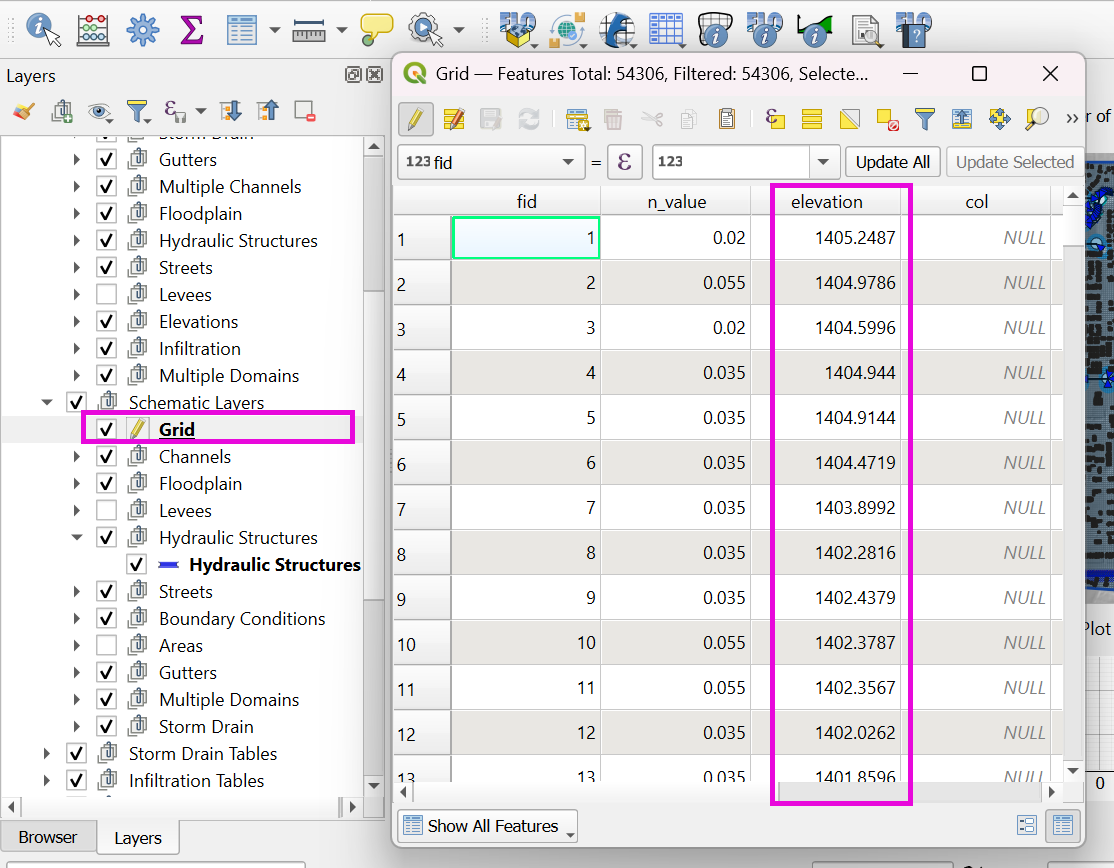 Layers
Storm Drain
Gutters
Multiple Channels
Floodplain
Hydraulic Structures
Streets
Levees
Elevations
Infiltration
Multiple Domains
Schematic Layers
Grid
Channels
Floodplain
Levees
Hydraulic Structures
Hydraulic Structures
Streets
Boundary Conditions
Areas
Gutters
Multiple Domains
Storm Drain
Storm Drain Tables
Infiltration Tables
Browser Layers
Grid — Features Total: 54306, Filtered: 54306, Selecte...
123 fid = ε 123 Update All Update Selected
fid n_value elevation col
1 1 0.02 1405.2487 NULL
2 2 0.055 1404.9786 NULL
3 3 0.02 1404.5996 NULL
4 4 0.035 1404.944 NULL
5 5 0.035 1404.9144 NULL
6 6 0.035 1404.4719 NULL
7 7 0.035 1403.8992 NULL
8 8 0.035 1402.2816 NULL
9 9 0.035 1402.4379 NULL
10 10 0.055 1402.3787 NULL
11 11 0.055 1402.3567 NULL
12 12 0.035 1402.0262 NULL
13 13 0.035 1401.8596 NULL
Show All Features
r of
Plot
0